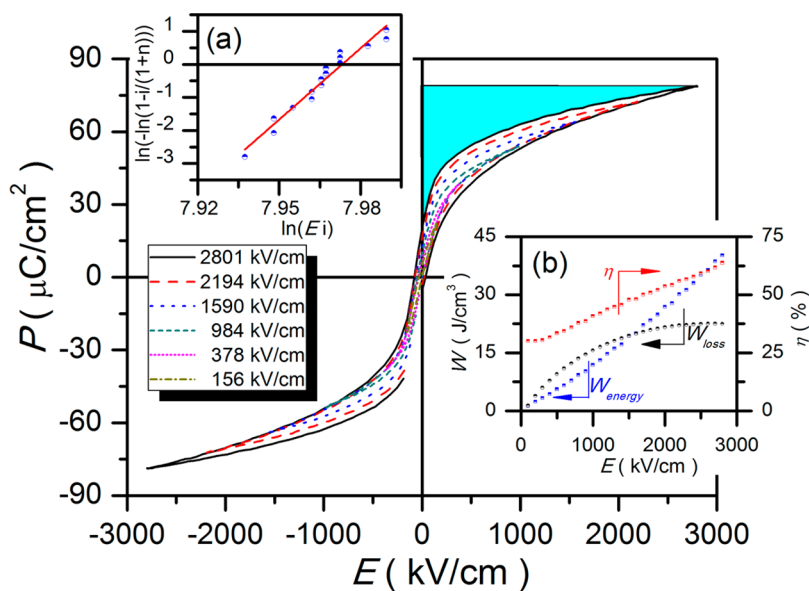 (a)
ln(-ln(1-i/(1+n)))
1
0
-1
-2
-3
7.92 7.95 7.98
ln(E i)
P ( μC/cm²)
90
60
30
0
-30
-60
-90
2801 kV/cm
2194 kV/cm
1590 kV/cm
984 kV/cm
378 kV/cm
156 kV/cm
(b)
W ( J/cm³)
45
30
15
0
η
W loss
W energy
75
50
25
0
η ( % )
0 1000 2000 3000
E ( kV/cm)
-3000 -2000 -1000 0 1000 2000 3000
E ( kV/cm)